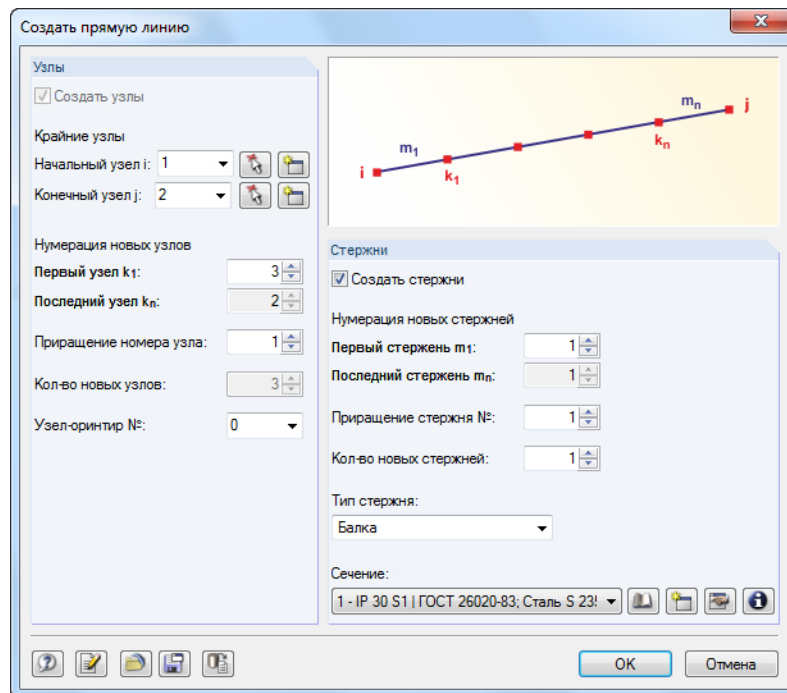 Создать прямую линию
Узлы
Создать узлы
Крайние узлы
Начальный узел i: 1
Конечный узел j: 2
Нумерация новых узлов
Первый узел k1: 3
Последний узел kn: 2
Приращение номера узла: 1
Кол-во новых узлов: 3
Узел-оринтир №: 0
i
m1
k1
kn
mn
j
Стержни
Создать стержни
Нумерация новых стержней
Первый стержень m1: 1
Последний стержень mn: 1
Приращение стержня №: 1
Кол-во новых стержней: 1
Тип стержня:
Балка
Сечение:
1 - IP 30 S1 | ГОСТ 26020-83; Сталь S 235
OK
Отмена